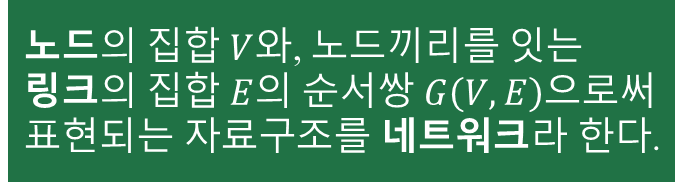 노드의 집합 V와, 노드끼리를 잇는
링크의 집합 E의 순서쌍 G(V, E)으로써
표현되는 자료구조를 네트워크라 한다.